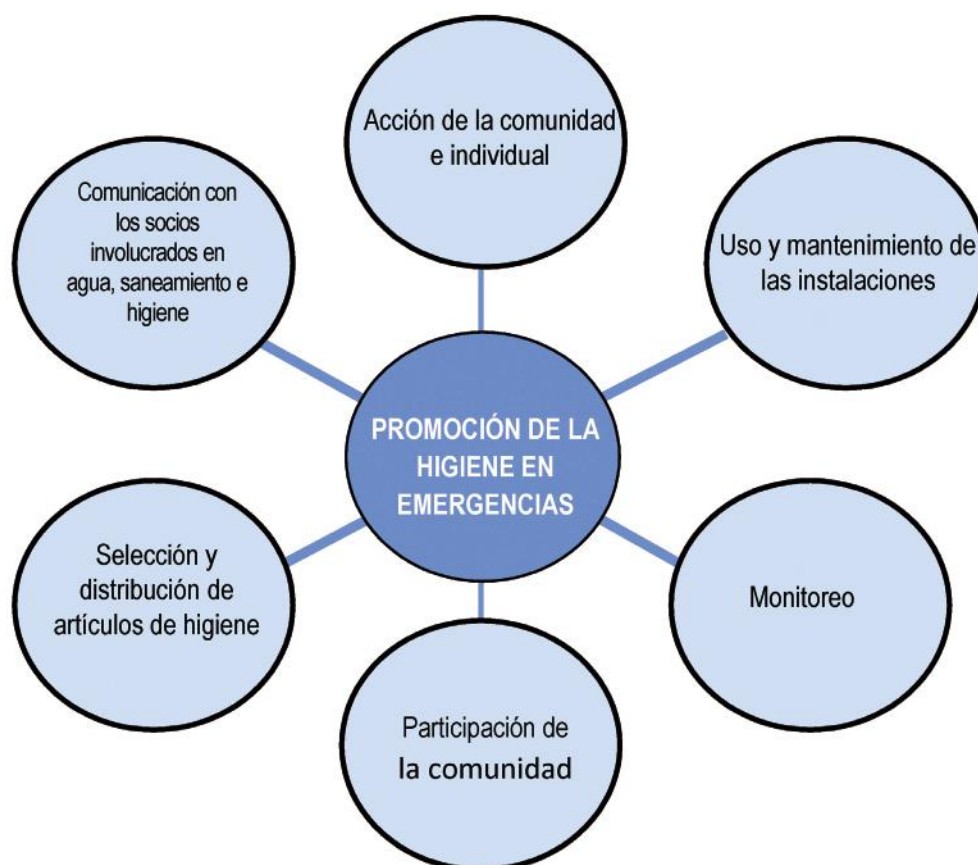 Acción de la comunidad
e individual
Comunicación con
los socios
involucrados en
agua, saneamiento e
higiene
Uso y mantenimiento de
las instalaciones
PROMOCIÓN DE LA
HIGIENE EN
EMERGENCIAS
Selección y
distribución de
artículos de higiene
Monitoreo
Participación de
la comunidad